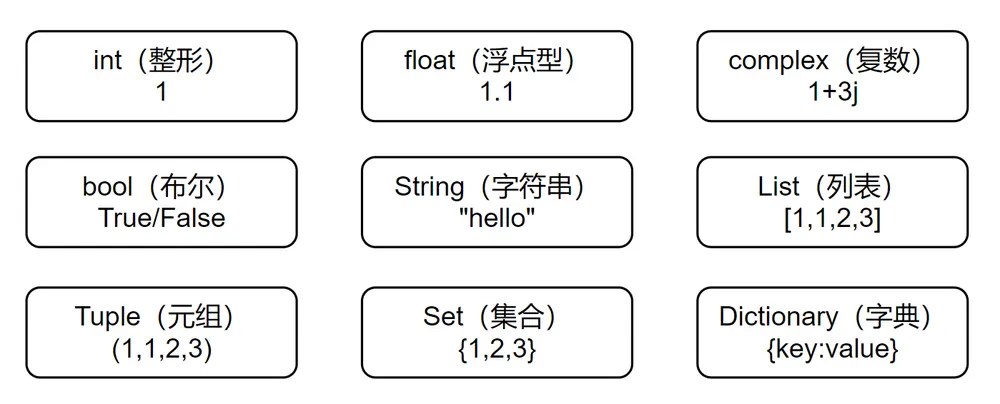 int（整形）
1
float（浮点型）
1.1
complex（复数）
1+3j
bool（布尔）
True/False
String（字符串）
"hello"
List（列表）
[1,1,2,3]
Tuple（元组）
(1,1,2,3)
Set（集合）
{1,2,3}
Dictionary（字典）
{key:value}